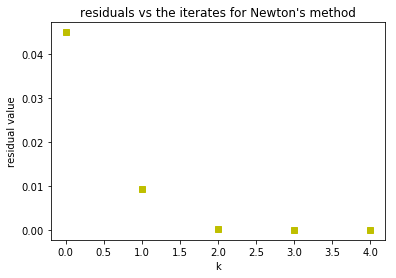 residuals vs the iterates for Newton's method
0.04
0.03
0.02
0.01
0.00
residual value
0.0 0.5 1.0 1.5 2.0 2.5 3.0 3.5 4.0
k